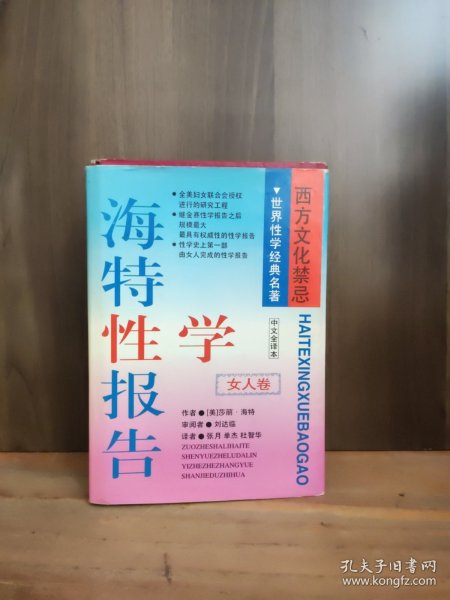 西方文化禁忌
▼世界性学经典名著
中文全译本
HAITEXINGXUEBAOGAO
● 全美妇女联合会授权
进行的研究工程
● 继金赛性学报告之后
规模最大
最具有权威性的性学报告
● 性学史上第一部
由女人完成的性学报告
海特性学报告
女人卷
作者 ● [美]莎丽·海特
审阅者 ● 刘达临
译者 ● 张月 单杰 杜智华
ZUOZHESHALIHAITE
SHENYUEZHELUDALIN
YIZHEZHEZHANGYUE
SHANJIEDUZHIHUA
孔夫子旧书网
www.kongfz.com